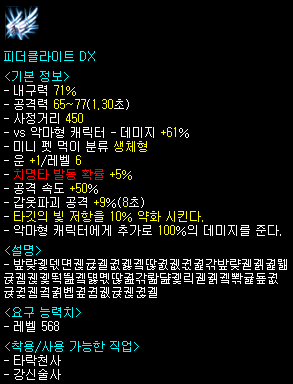 피더클라이트 DX
<기본 정보>
- 내구력 71%
- 공격력 65~77(1,30초)
- 사정거리 450
- vs 악마형 캐릭터 - 데미지 +61%
- 미니 펫 먹이 분류 생체형
- 운 +1/레벨 6
- 치명타 발동 확률 +5%
- 공격 속도 +50%
- 갑옷파괴 공격 +9%(8초)
- 타깃의 빛 저항을 10% 약화 시킨다.
- 악마형 캐릭터에게 추가로 100%의 데미지를 준다.
<설명>
<요구 능력치>
- 레벨 568
<착용/사용 가능한 직업>
- 타락천사
- 강신술사